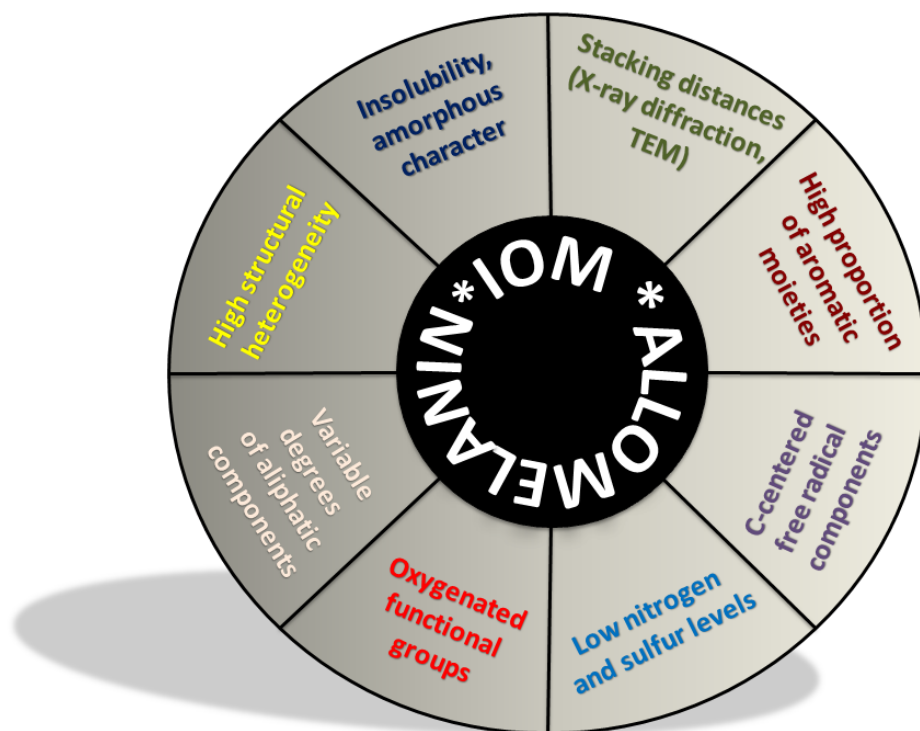 Stacking distances
(X-ray diffraction,
TEM)
High proportion
of aromatic
moieties
C-centered
free radical
components
Low nitrogen
and sulfur levels
Oxygenated
functional
groups
Variable
degrees
of aliphatic
components
High structural
heterogeneity
Insolubility,
amorphous
character
IOM * ALLOMELANIN *